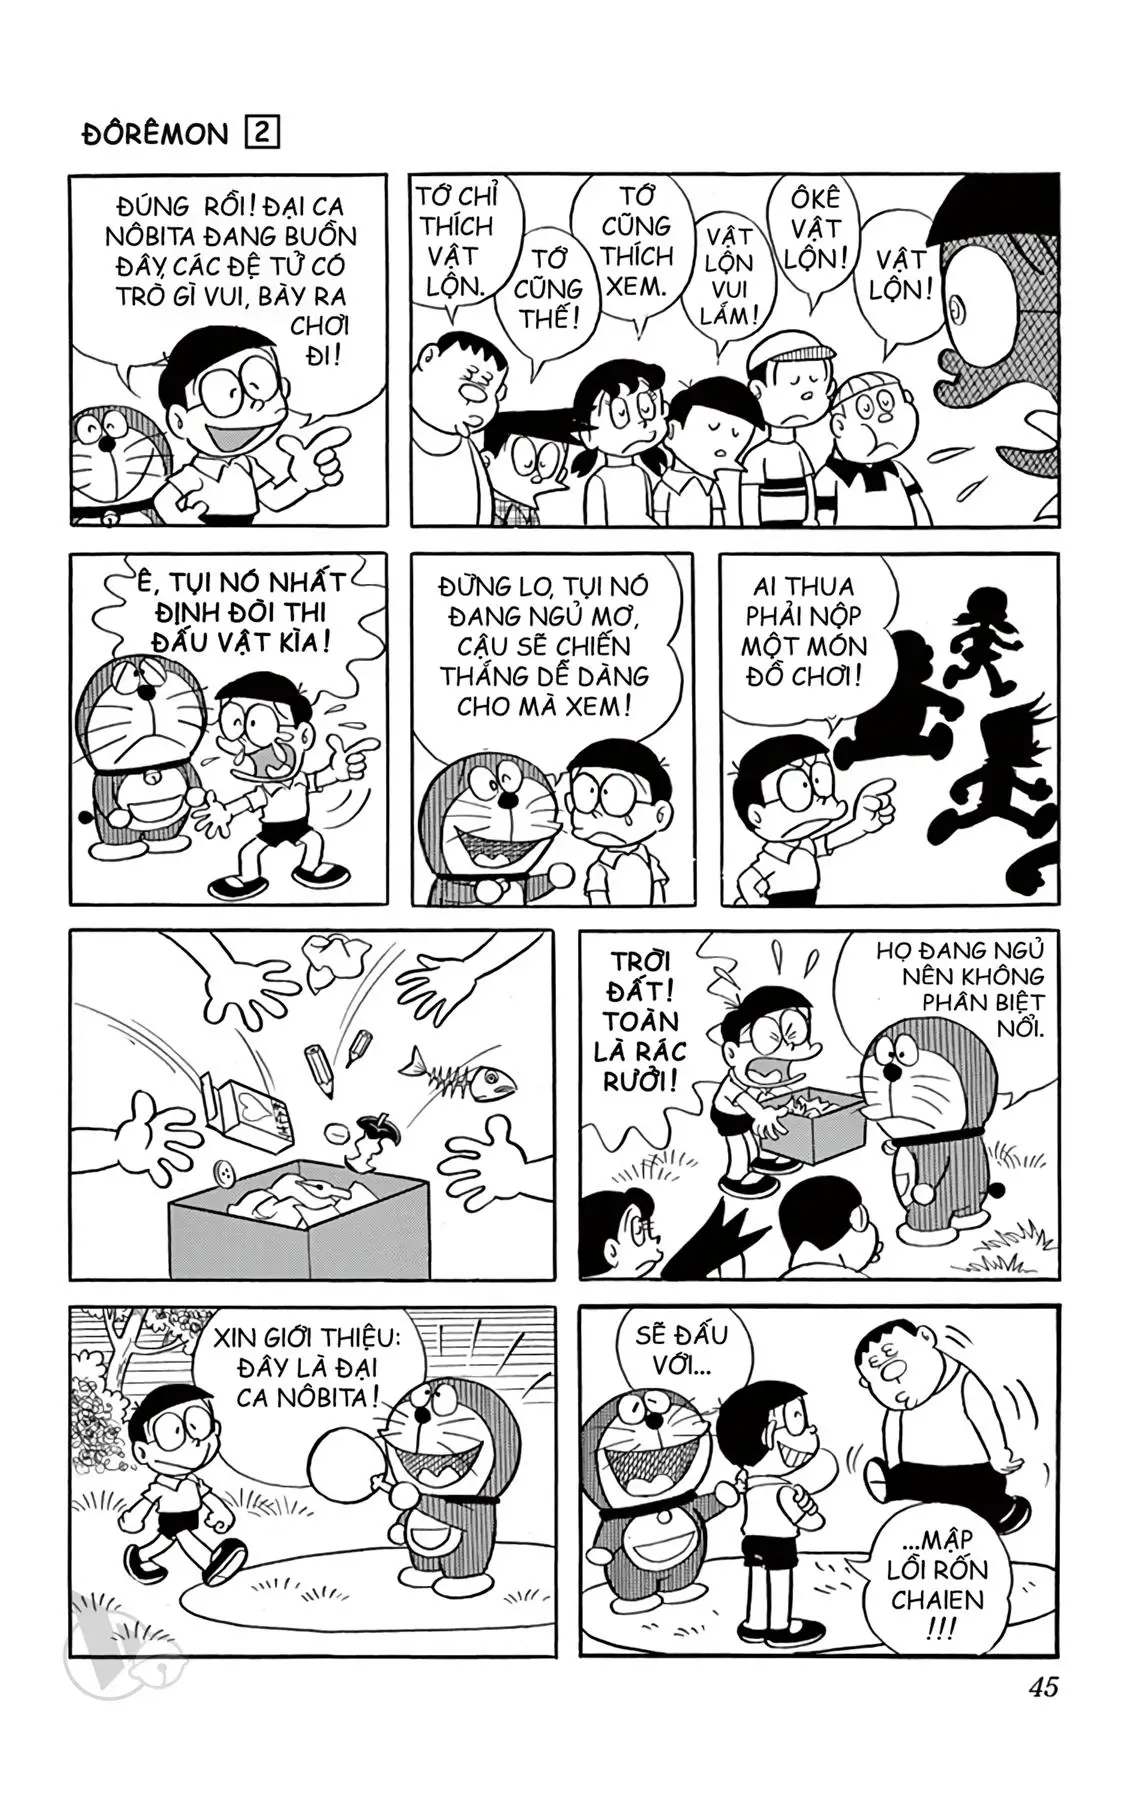 ĐÔRÊMON 2
ĐÚNG RỒI! ĐẠI CA
NÔBITA ĐANG BUỒN
ĐÂY, CÁC ĐỆ TỬ CÓ
TRÒ GÌ VUI, BÀY RA
CHƠI
ĐI!
TỚ CHỈ
THÍCH
VẬT
LỘN.
TỚ
CŨNG
THẾ!
TỚ
CŨNG
THÍCH
XEM.
VẬT
LỘN
VUI
LẮM!
ÔKÊ
VẬT
LỘN!
VẬT
LỘN!
Ê, TỤI NÓ NHẤT
ĐỊNH ĐÒI THI
ĐẤU VẬT KÌA!
ĐỪNG LO, TỤI NÓ
ĐANG NGỦ MƠ,
CẬU SẼ CHIẾN
THẮNG DỄ DÀNG
CHO MÀ XEM!
AI THUA
PHẢI NỘP
MỘT MÓN
ĐỒ CHƠI!
TRỜI
ĐẤT!
TOÀN
LÀ RÁC
RƯỞI!
HỌ ĐANG NGỦ
NÊN KHÔNG
PHÂN BIỆT
NỔI.
XIN GIỚI THIỆU:
ĐÂY LÀ ĐẠI
CA NÔBITA!
SẼ ĐẤU
VỚI...
...MẬP
LỒI RỐN
CHAIEN
!!!
45